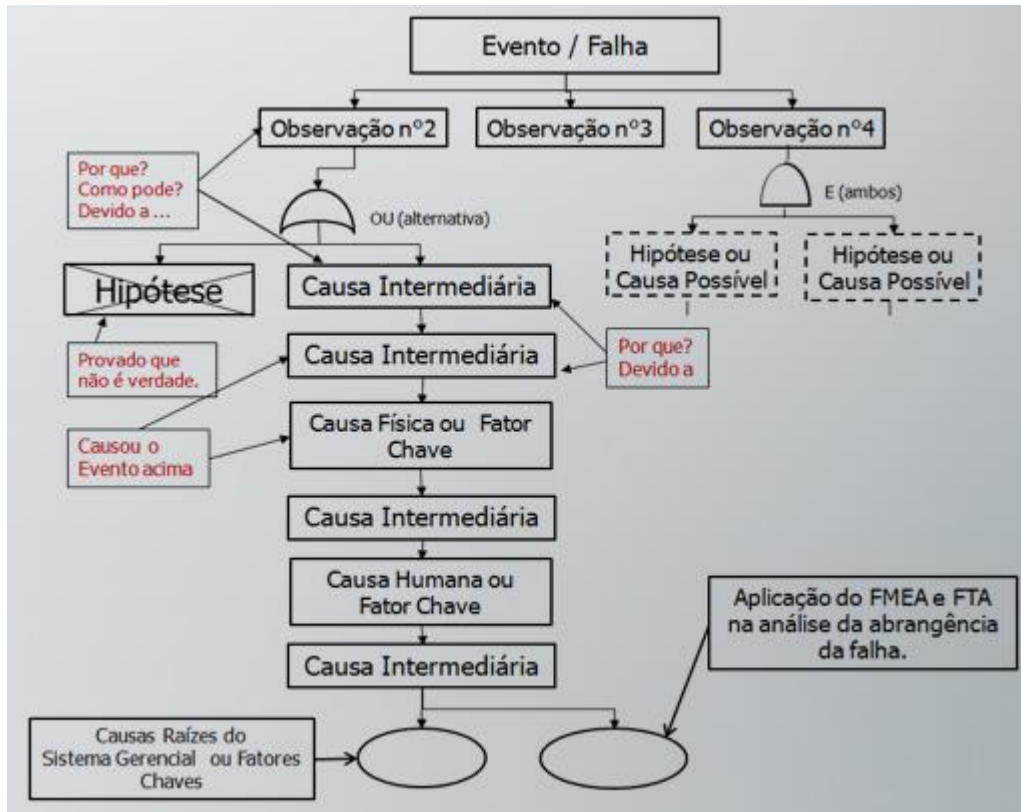 Evento / Falha
Observação nº2
Observação nº3
Observação nº4
Por que?
Como pode?
Devido a ...
OU (alternativa)
E (ambos)
Hipótese ou
Causa Possível
Hipótese ou
Causa Possível
Hipótese
Causa Intermediária
Provado que
não é verdade.
Causa Intermediária
Por que?
Devido a
Causou o
Evento acima
Causa Física ou Fator
Chave
Causa Intermediária
Causa Humana ou
Fator Chave
Aplicação do FMEA e FTA
na análise da abrangência
da falha.
Causa Intermediária
Causas Raízes do
Sistema Gerencial ou Fatores
Chaves